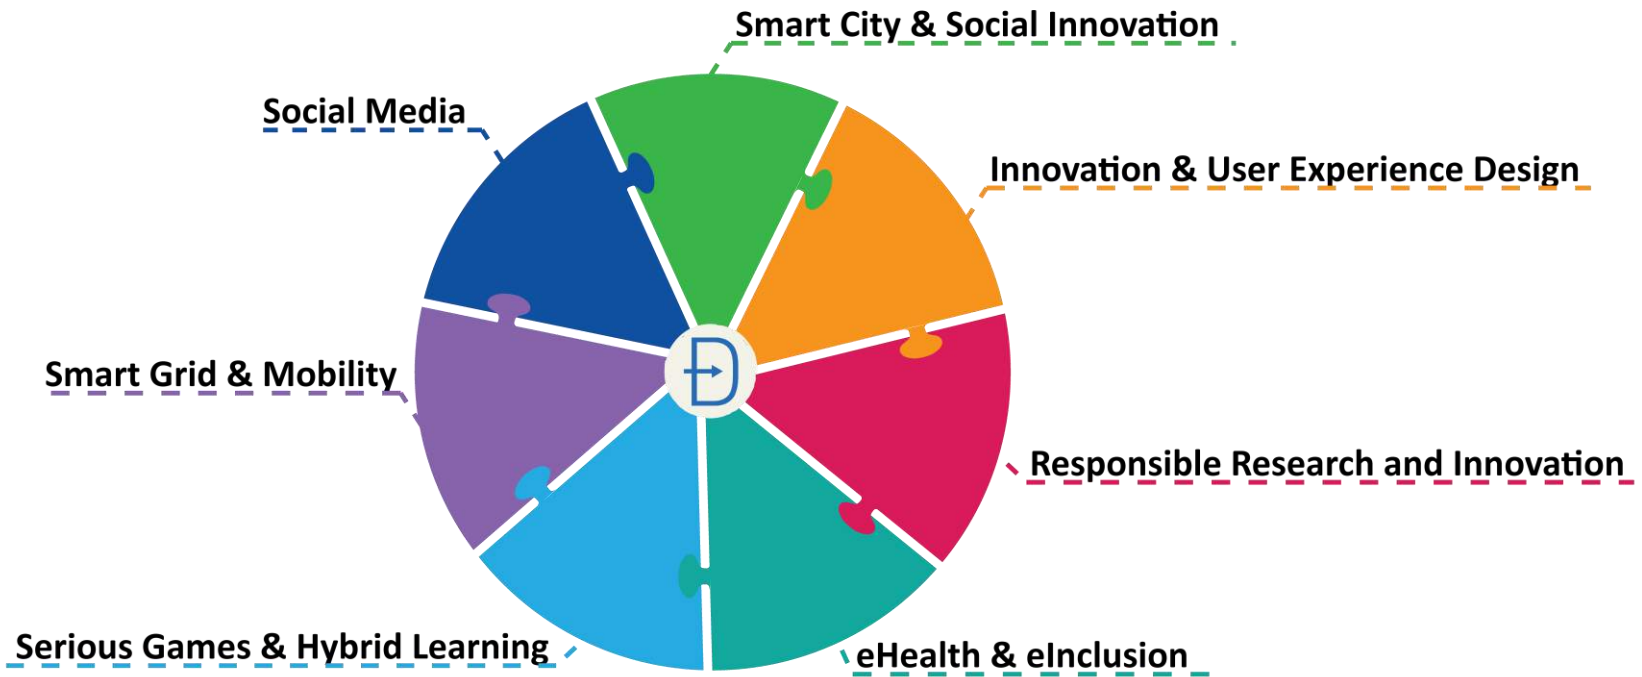 Smart City & Social Innovation
Social Media
Innovation & User Experience Design
Smart Grid & Mobility
Responsible Research and Innovation
Serious Games & Hybrid Learning
eHealth & eInclusion